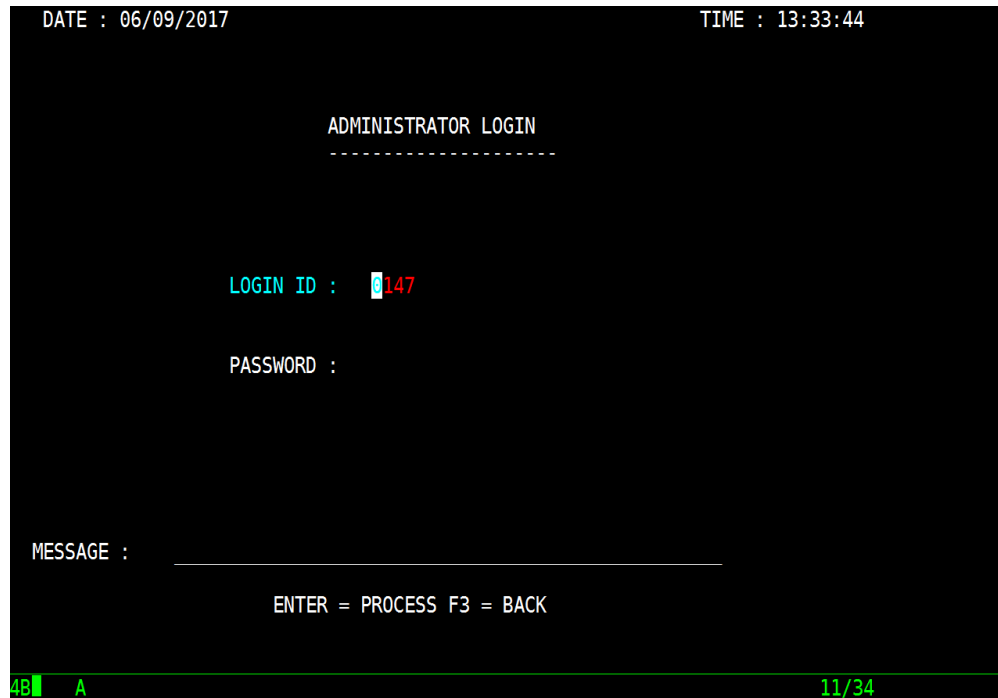 DATE : 06/09/2017 TIME : 13:33:44
ADMINISTRATOR LOGIN
---------------------
LOGIN ID : 0147
PASSWORD :
MESSAGE :
ENTER = PROCESS F3 = BACK
4B A 11/34